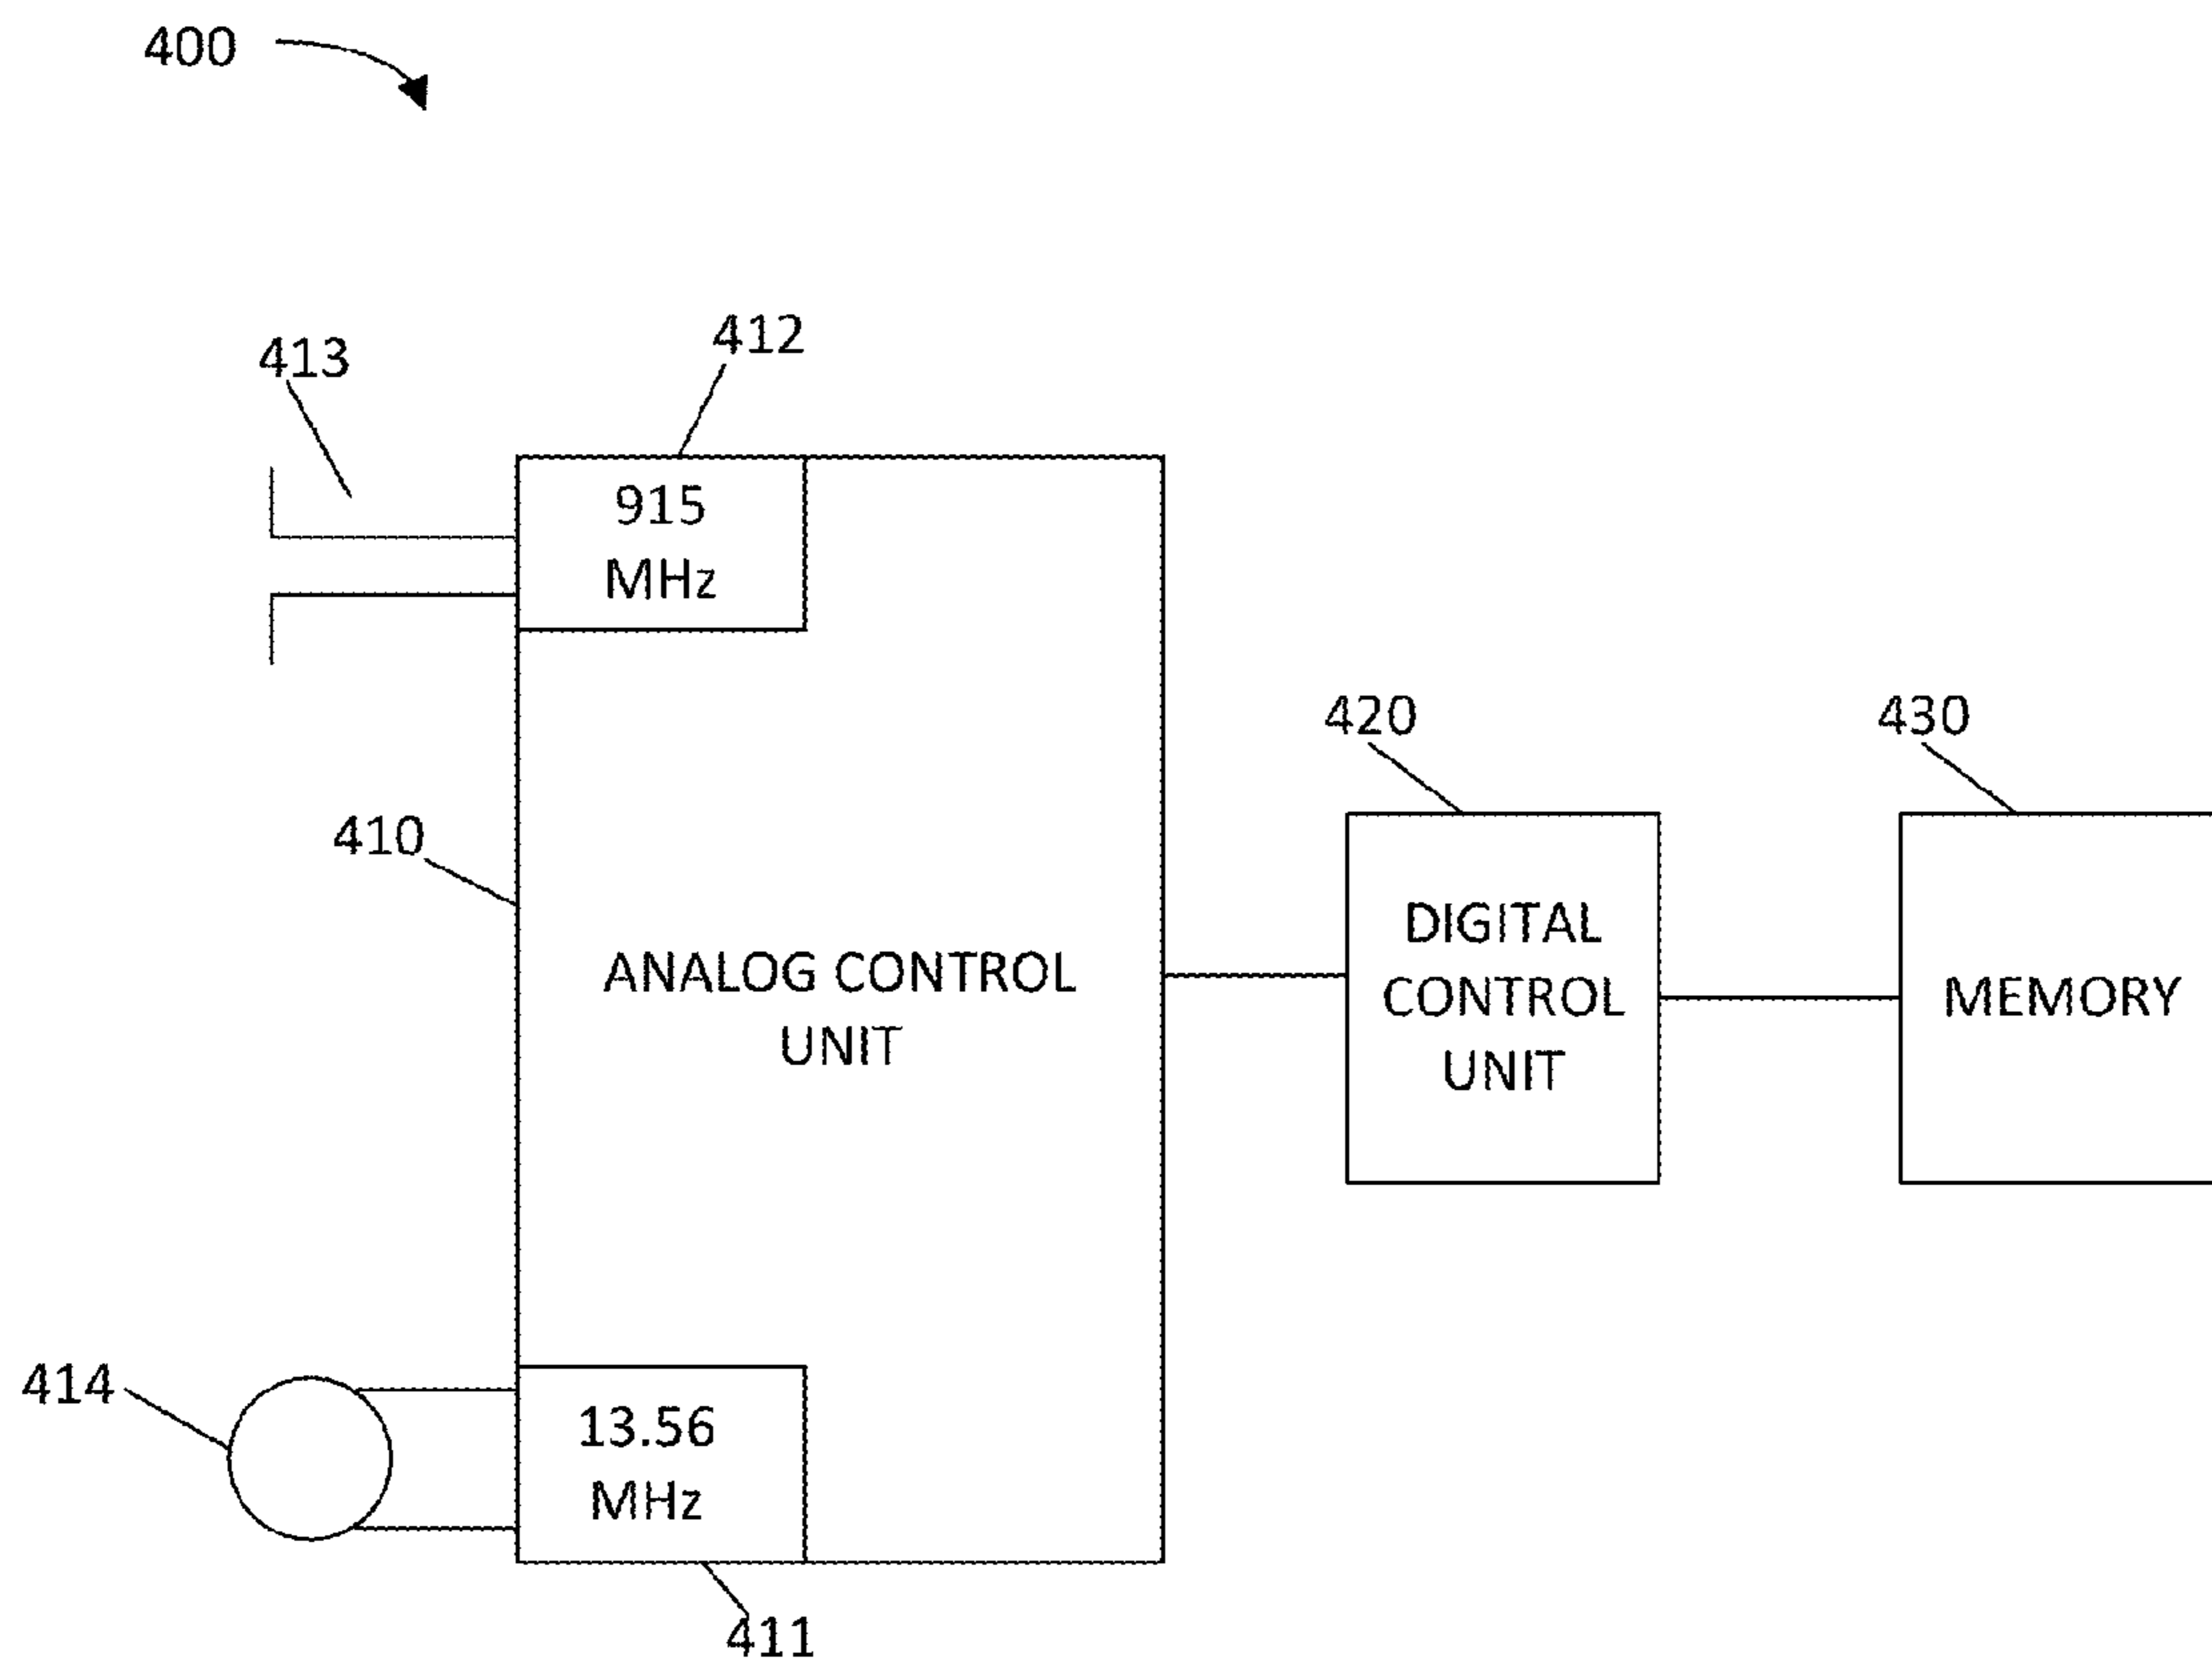 400
412
413
915
MHz
420
430
410
DIGITAL
CONTROL
UNIT
MEMORY
ANALOG CONTROL
UNIT
414
13.56
MHz
411